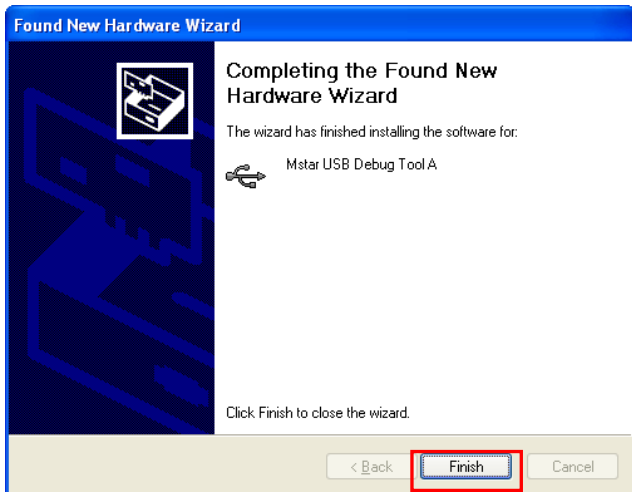 Found New Hardware Wizard
Completing the Found New
Hardware Wizard
The wizard has finished installing the software for:
Mstar USB Debug Tool A
Click Finish to close the wizard.
< Back
Finish
Cancel